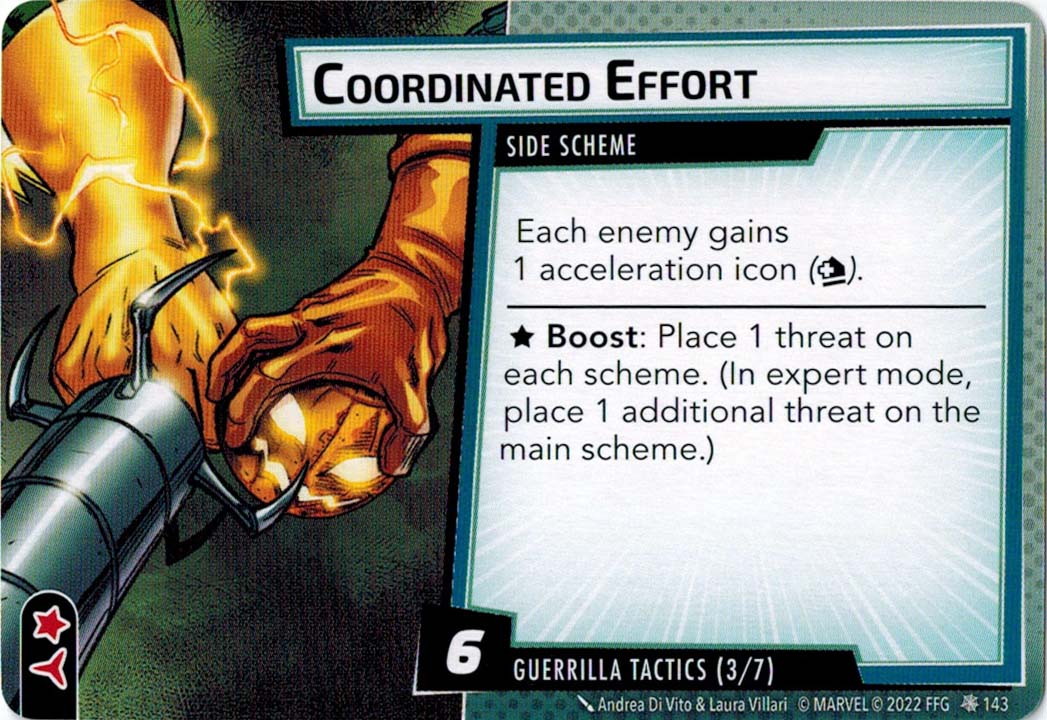 COORDINATED EFFORT
SIDE SCHEME
Each enemy gains
1 acceleration icon ( ).
★ Boost: Place 1 threat on
each scheme. (In expert mode,
place 1 additional threat on the
main scheme.)
6
GUERRILLA TACTICS (3/7)
Andrea Di Vito & Laura Villari © MARVEL © 2022 FFG 143